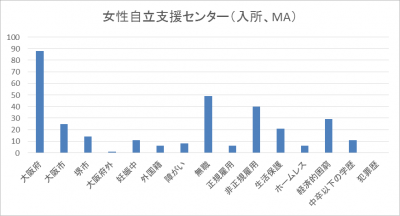 女性自立支援センター（入所、MA）
100
90
80
70
60
50
40
30
20
10
0
大阪府
大阪市
堺市
大阪府外
妊娠中
外国籍
障がい
無職
正規雇用
非正規雇用
生活保護
ホームレス
経済的困窮
中卒以下の学歴
犯罪歴